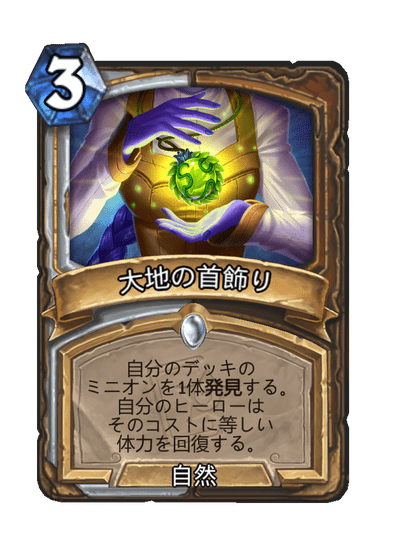 3
大地の首飾り
自分のデッキの
ミニオンを1体発見する。
自分のヒーローは
そのコストに等しい
体力を回復する。
自然